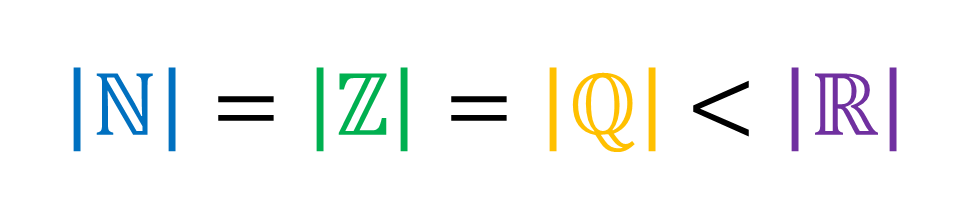 |ℕ| = |ℤ| = |ℚ| < |ℝ|